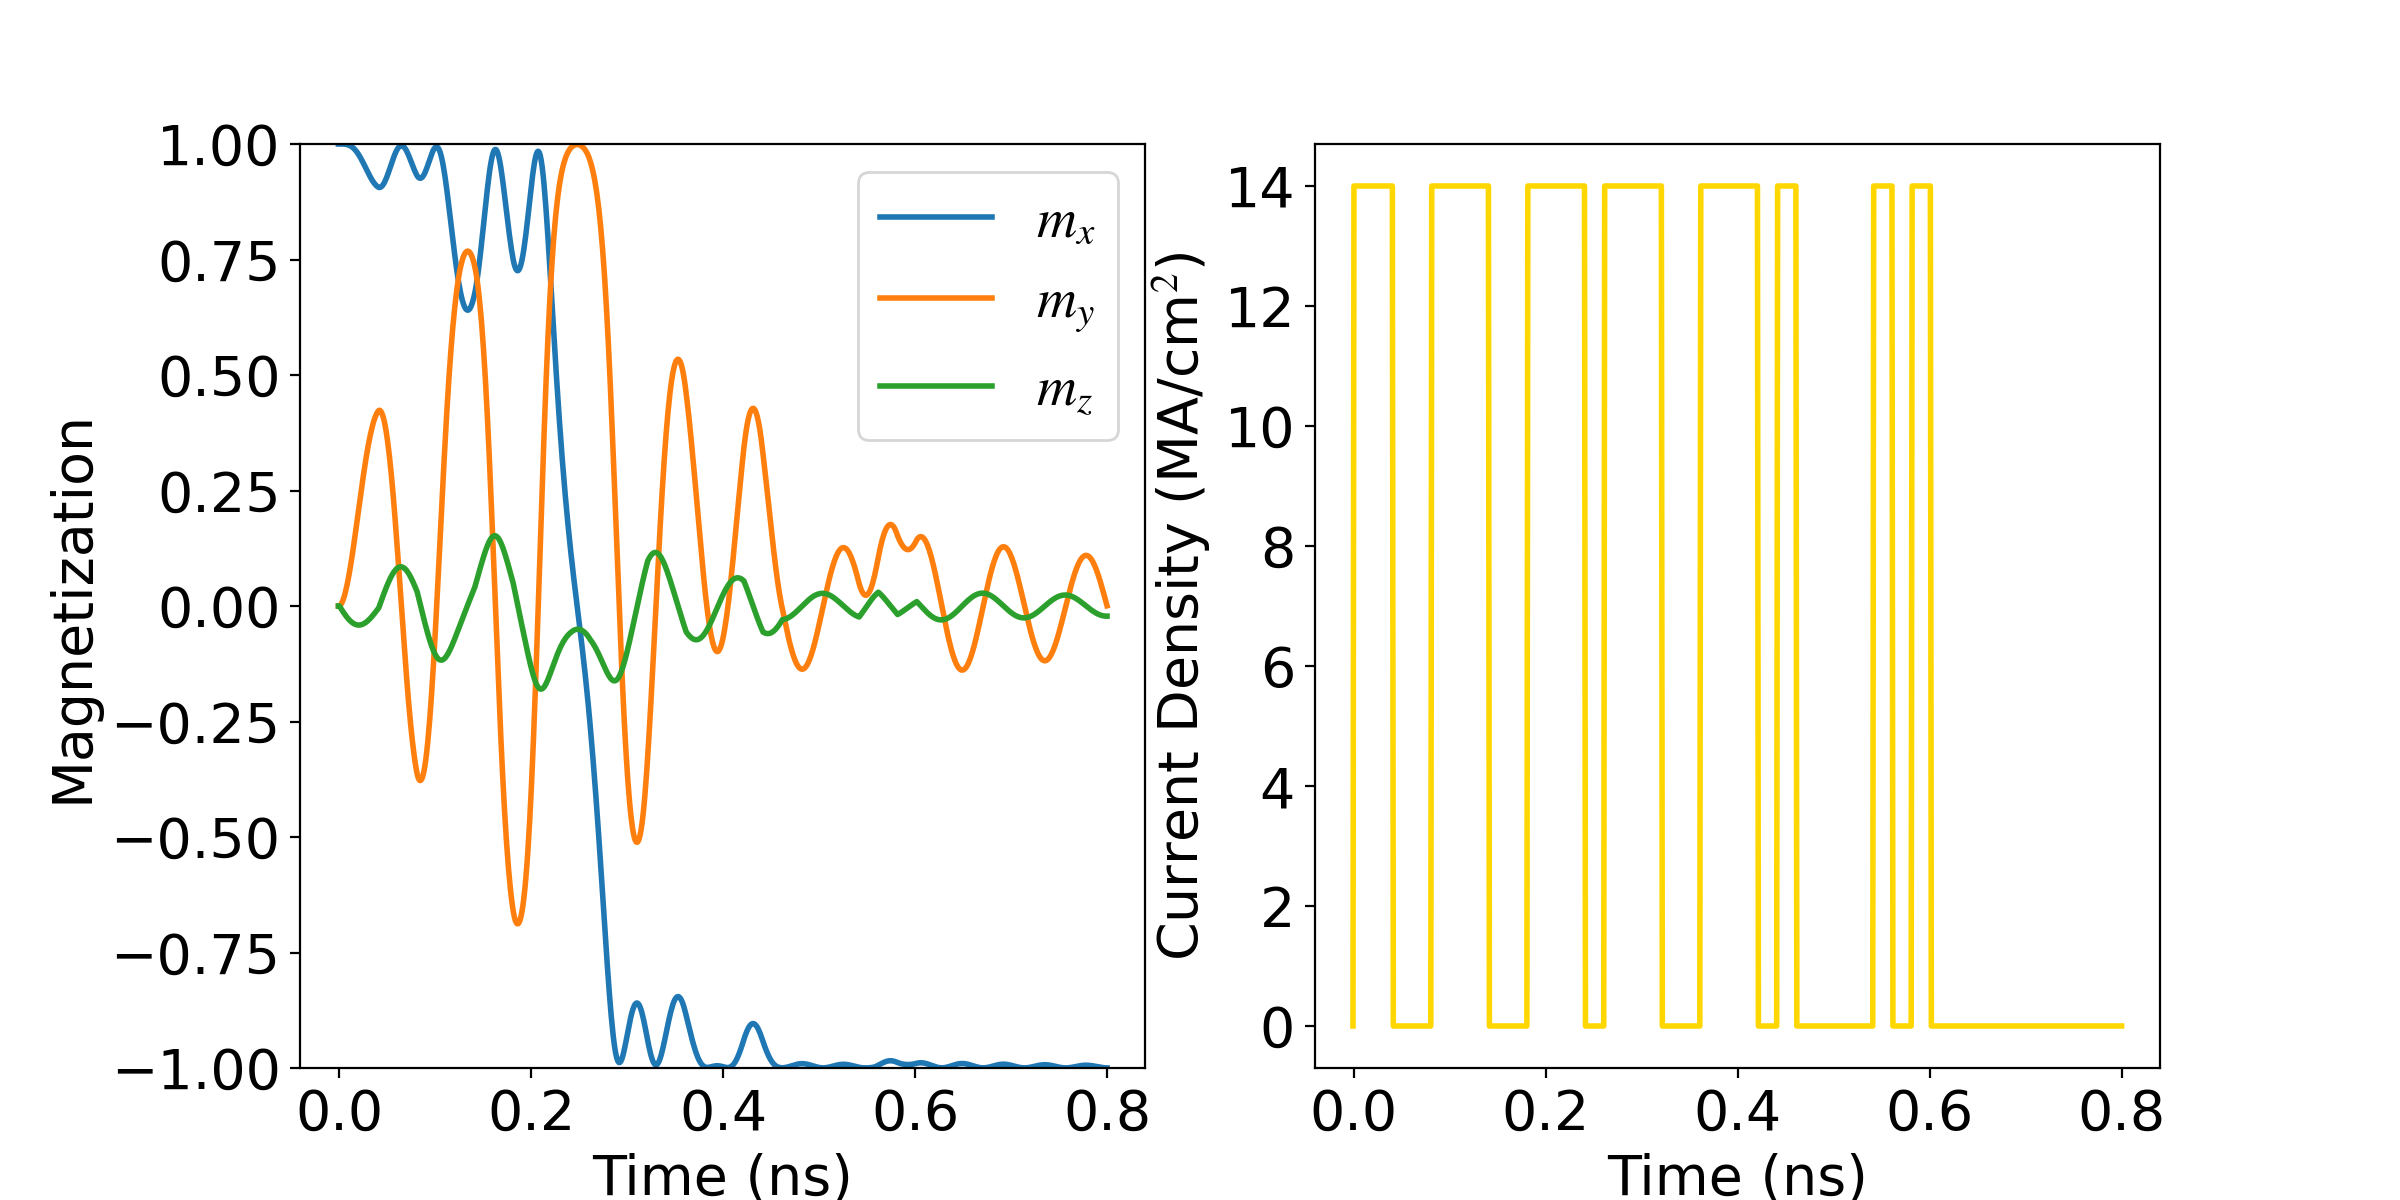 Magnetization
1.00
0.75
0.50
0.25
0.00
−0.25
−0.50
−0.75
−1.00
0.0 0.2 0.4 0.6 0.8
Time (ns)
m_x
m_y
m_z
Current Density (MA/cm²)
14
12
10
8
6
4
2
0
0.0 0.2 0.4 0.6 0.8
Time (ns)